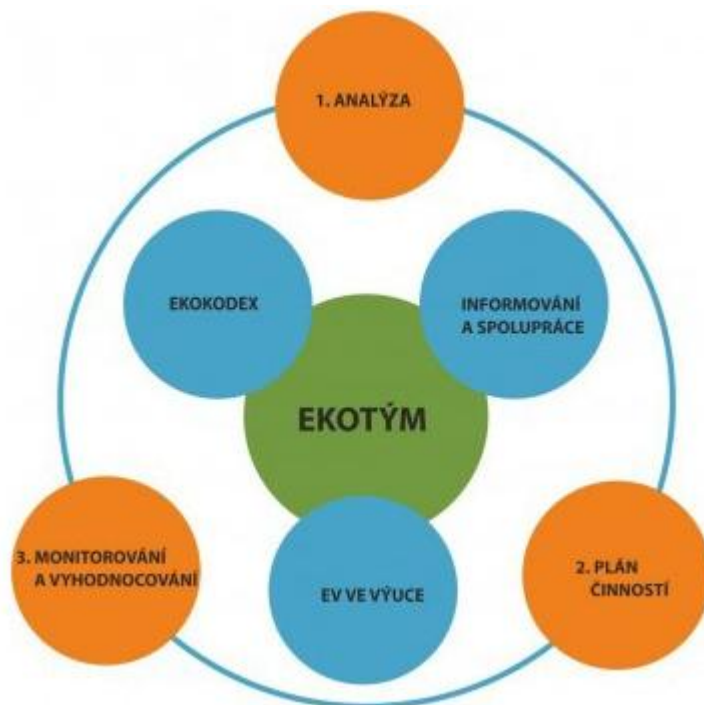 1. ANALÝZA
EKOKODEX
INFORMOVÁNÍ
A SPOLUPRÁCE
EKOTÝM
3. MONITOROVÁNÍ
A VYHODNOCOVÁNÍ
EV VE VÝUCE
2. PLÁN
ČINNOSTÍ